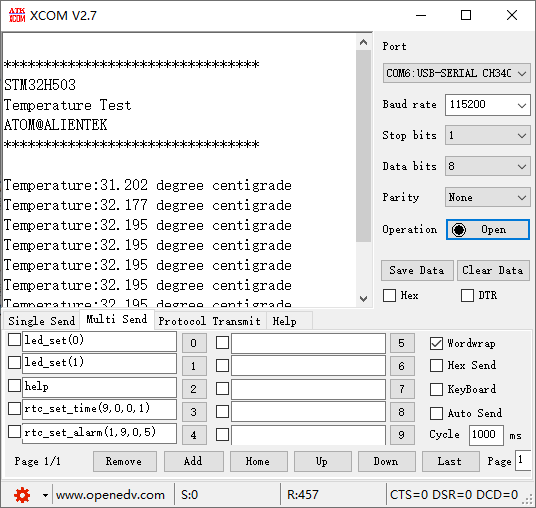 ATK XCOM XCOM V2.7
Port
********************************
STM32H503
Temperature Test
ATOM@ALIENTEK
********************************
Temperature:31.202 degree centigrade
Temperature:32.177 degree centigrade
Temperature:32.195 degree centigrade
Temperature:32.195 degree centigrade
Temperature:32.195 degree centigrade
Temperature:32.195 degree centigrade
Temperature:32.195 degree centigrade
COM6:USB-SERIAL CH340
Baud rate 115200
Stop bits 1
Data bits 8
Parity None
Operation Open
Save Data Clear Data
Hex DTR
Single Send Multi Send Protocol Transmit Help
led_set(0) 0 5 Wordwrap
led_set(1) 1 6 Hex Send
help 2 7 KeyBoard
rtc_set_time(9,0,0,1) 3 8 Auto Send
rtc_set_alarm(1,9,0,5) 4 9 Cycle 1000 ms
Page 1/1 Remove Add Home Up Down Last Page 1
www.openedv.com S:0 R:457 CTS=0 DSR=0 DCD=0